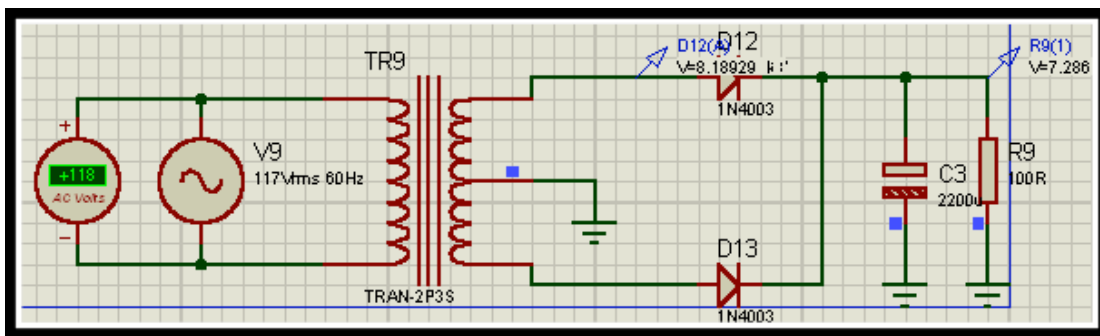 TR9
D12(A)
D12
V=8.18929
1N4003
R9(1)
V=7.286
+
+118
AC Volts
−
V9
117Vrms 60Hz
C3
2200u
R9
100R
TRAN-2P3S
D13
1N4003